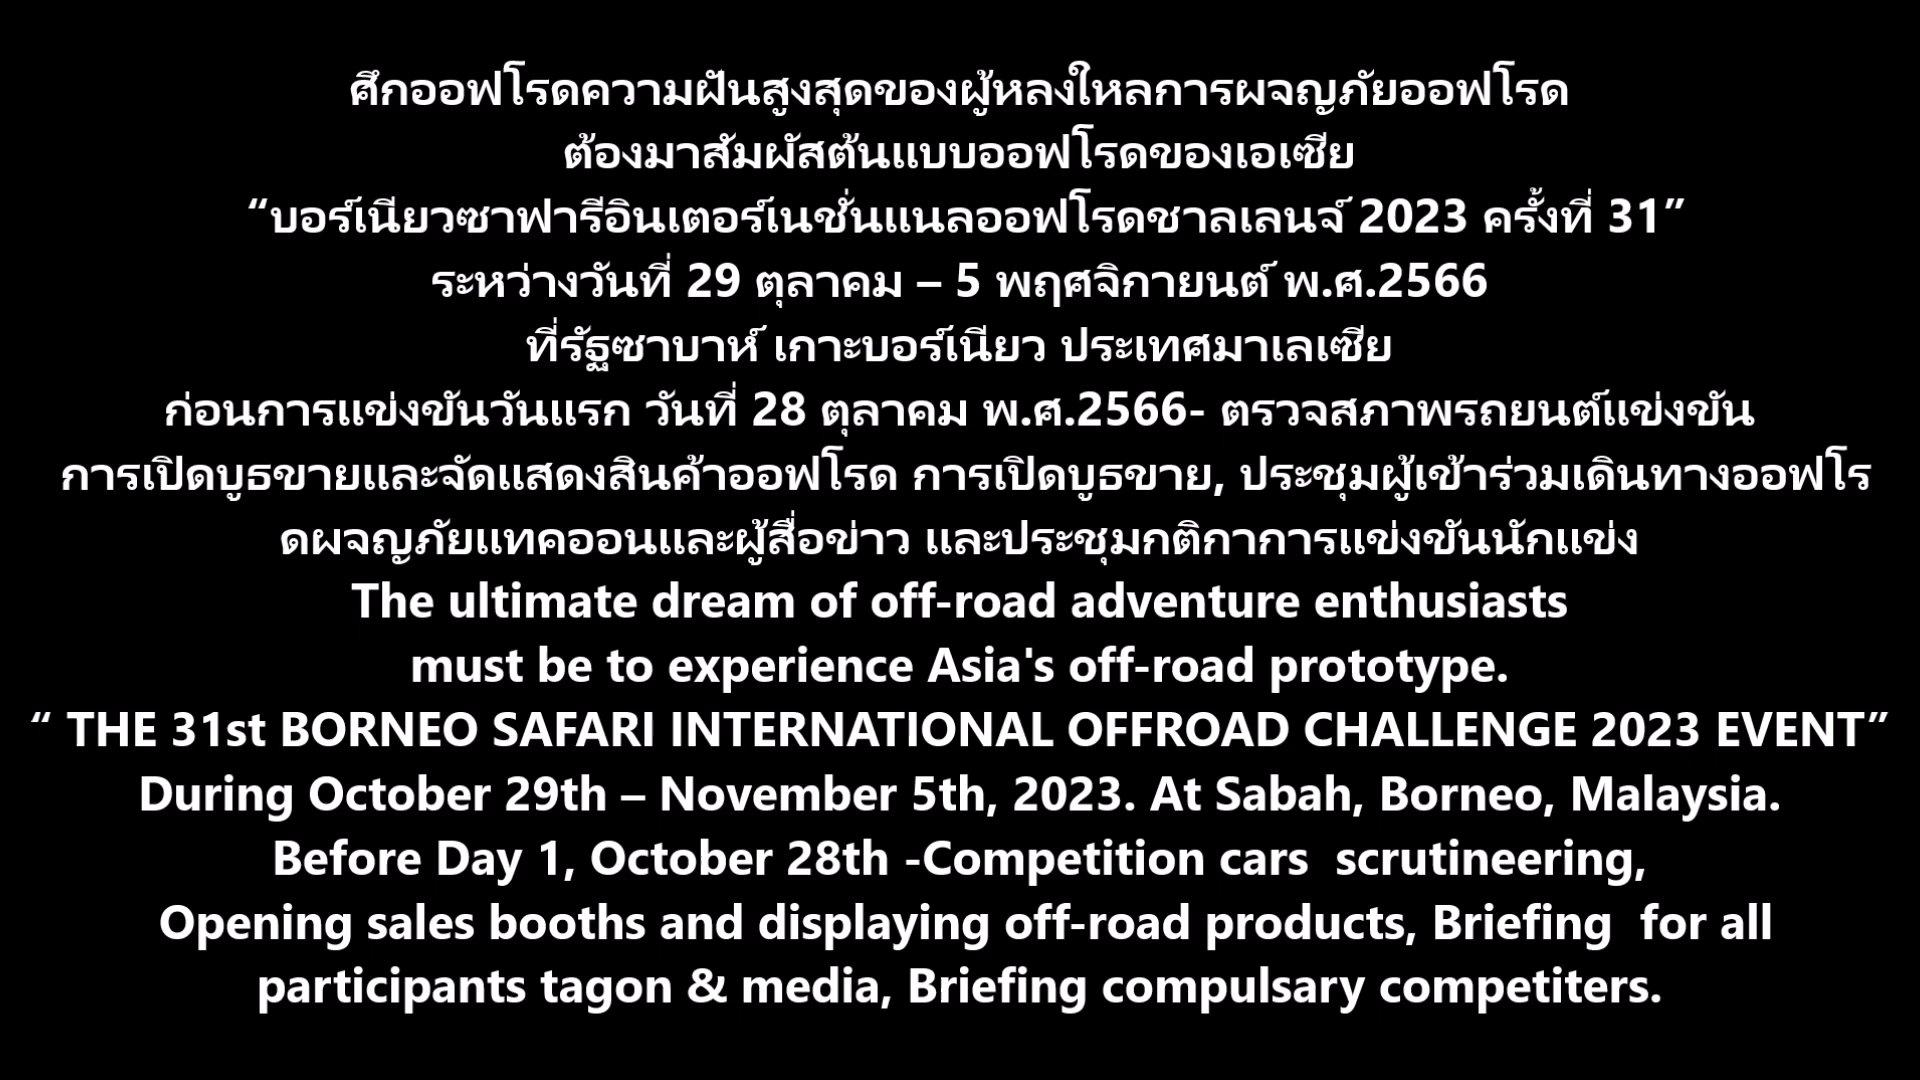 ศึกออฟโรดความฝันสูงสุดของผู้หลงใหลการผจญภัยออฟโรด
ต้องมาสัมผัสต้นแบบออฟโรดของเอเซีย
“บอร์เนียวซาฟารีอินเตอร์เนชั่นแนลออฟโรดชาลเลนจ์ 2023 ครั้งที่ 31”
ระหว่างวันที่ 29 ตุลาคม – 5 พฤศจิกายนต์ พ.ศ.2566
ที่รัฐซาบาห์ เกาะบอร์เนียว ประเทศมาเลเซีย
ก่อนการแข่งขันวันแรก วันที่ 28 ตุลาคม พ.ศ.2566- ตรวจสภาพรถยนต์แข่งขัน
การเปิดบูธขายและจัดแสดงสินค้าออฟโรด การเปิดบูธขาย, ประชุมผู้เข้าร่วมเดินทางออฟโร
ดผจญภัยแทคออนและผู้สื่อข่าว และประชุมกติกาการแข่งขันนักแข่ง
The ultimate dream of off-road adventure enthusiasts
must be to experience Asia's off-road prototype.
“ THE 31st BORNEO SAFARI INTERNATIONAL OFFROAD CHALLENGE 2023 EVENT”
During October 29th – November 5th, 2023. At Sabah, Borneo, Malaysia.
Before Day 1, October 28th -Competition cars  scrutineering,
Opening sales booths and displaying off-road products, Briefing  for all
participants tagon & media, Briefing compulsary competiters.